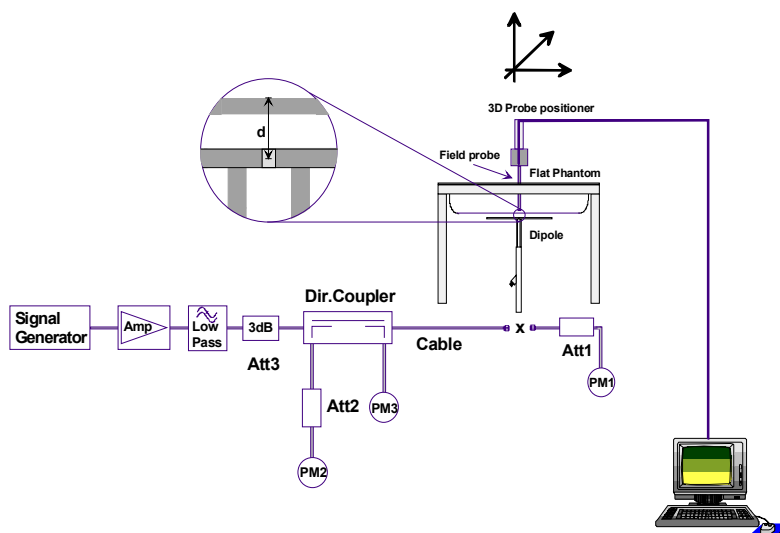 3D Probe positioner
d
Field probe
Flat Phantom
Dipole
Dir.Coupler
Signal
Generator
Amp
Low
Pass
3dB
Cable
x
Att1
Att3
Att2
PM3
PM1
PM2